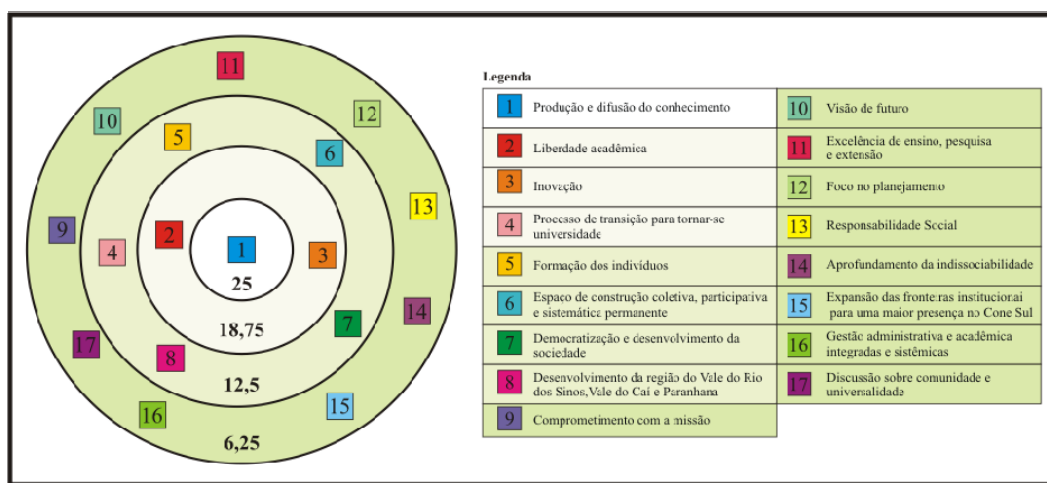 11
10
12
5
6
13
9
2
4
1
3
25
14
7
18,75
17
8
12,5
15
16
6,25
Legenda
1 Produção e difusão do conhecimento
2 Liberdade acadêmica
3 Inovação
4 Processo de transição para tornar-se
universidade
5 Formação dos indivíduos
6 Espaço de construção coletiva, participativa
e sistemática permanente
7 Democratização e desenvolvimento da
sociedade
8 Desenvolvimento da região do Vale do Rio
dos Sinos, Vale do Caí e Paranhana
9 Comprometimento com a missão
10 Visão de futuro
11 Excelência de ensino, pesquisa
e extensão
12 Foco no planejamento
13 Responsabilidade Social
14 Aprofundamento da indissociabilidade
15 Expansão das fronteiras institucionai
para uma maior presença no Cone Sul
16 Gestão administrativa e acadêmica
integradas e sistêmicas
17 Discussão sobre comunidade e
universalidade